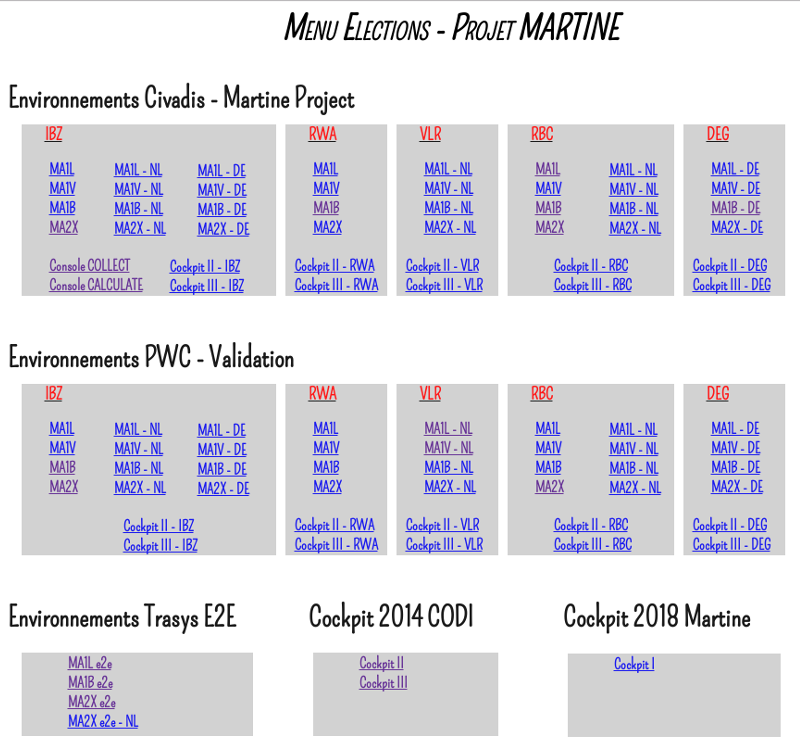 Menu Elections - Projet MARTINE
Environnements Civadis - Martine Project
IBZ RWA VLR RBC DEG
MA1L MA1L - NL MA1L - DE MA1L MA1L - NL MA1L MA1L - NL MA1L - DE
MA1V MA1V - NL MA1V - DE MA1V MA1V - NL MA1V MA1V - NL MA1V - DE
MA1B MA1B - NL MA1B - DE MA1B MA1B - NL MA1B MA1B - NL MA1B - DE
MA2X MA2X - NL MA2X - DE MA2X MA2X - NL MA2X MA2X - NL MA2X - DE
Console COLLECT Cockpit II - IBZ Cockpit II - RWA Cockpit II - VLR Cockpit II - RBC Cockpit II - DEG
Console CALCULATE Cockpit III - IBZ Cockpit III - RWA Cockpit III - VLR Cockpit III - RBC Cockpit III - DEG
Environnements PWC - Validation
IBZ RWA VLR RBC DEG
MA1L MA1L - NL MA1L - DE MA1L MA1L - NL MA1L MA1L - NL MA1L - DE
MA1V MA1V - NL MA1V - DE MA1V MA1V - NL MA1V MA1V - NL MA1V - DE
MA1B MA1B - NL MA1B - DE MA1B MA1B - NL MA1B MA1B - NL MA1B - DE
MA2X MA2X - NL MA2X - DE MA2X MA2X - NL MA2X MA2X - NL MA2X - DE
Cockpit II - IBZ Cockpit II - RWA Cockpit II - VLR Cockpit II - RBC Cockpit II - DEG
Cockpit III - IBZ Cockpit III - RWA Cockpit III - VLR Cockpit III - RBC Cockpit III - DEG
Environnements Trasys E2E Cockpit 2014 CODI Cockpit 2018 Martine
MA1L e2e Cockpit II Cockpit I
MA1B e2e Cockpit III
MA2X e2e
MA2X e2e - NL